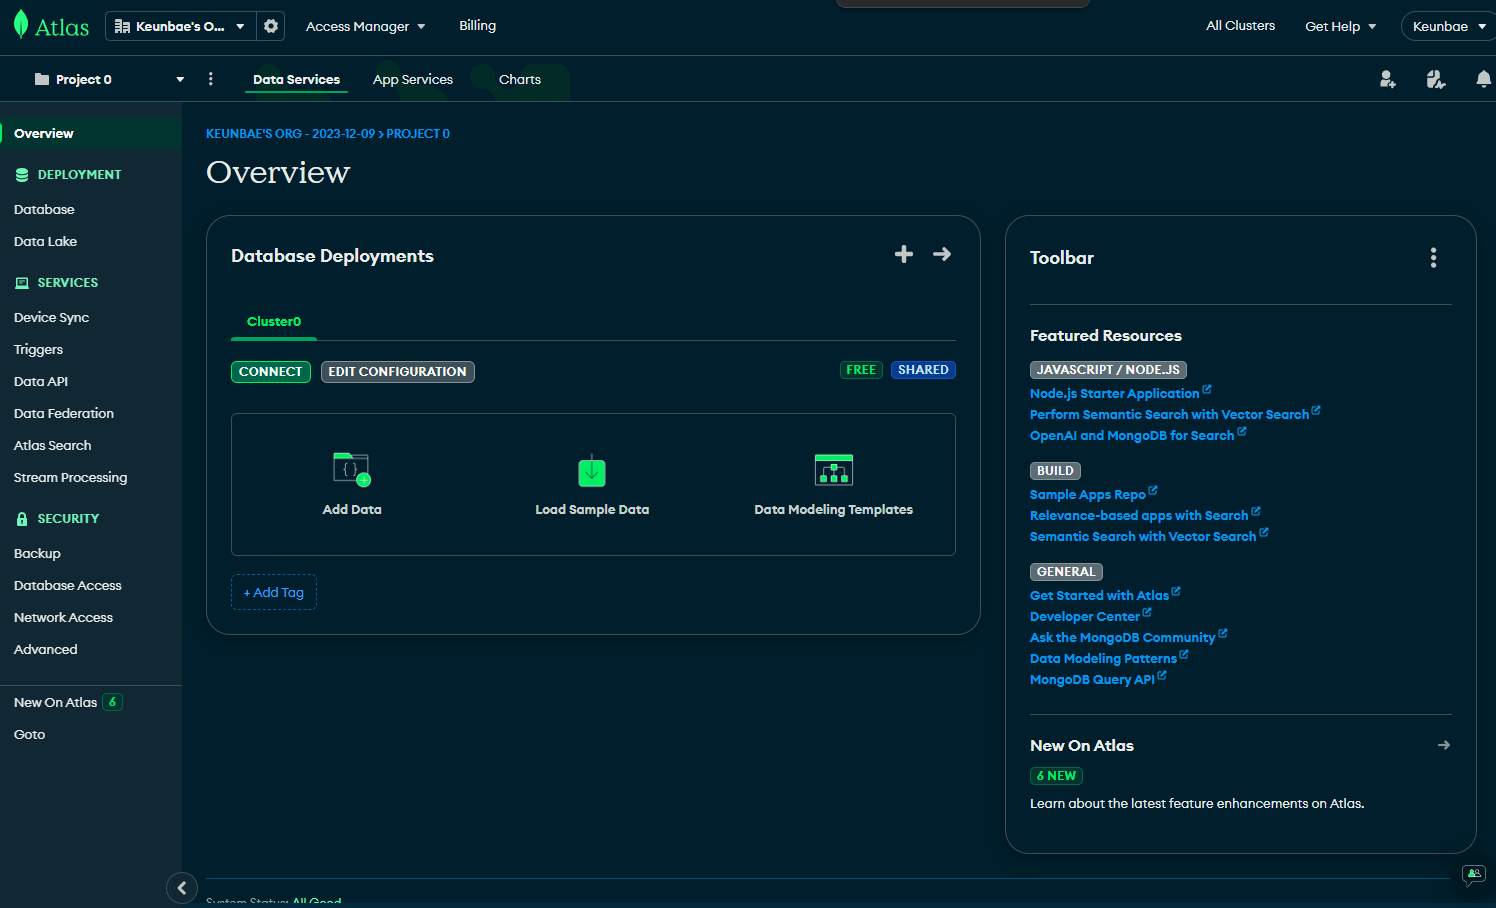 Atlas
Keunbae's O...
Access Manager
Billing
All Clusters
Get Help
Keunbae
Project 0
Data Services
App Services
Charts
Overview
DEPLOYMENT
Database
Data Lake
SERVICES
Device Sync
Triggers
Data API
Data Federation
Atlas Search
Stream Processing
SECURITY
Backup
Database Access
Network Access
Advanced
New On Atlas 6
Goto
KEUNBAE'S ORG - 2023-12-09 > PROJECT 0
Overview
Database Deployments
Cluster0
CONNECT
EDIT CONFIGURATION
FREE
SHARED
{ }
Add Data
Load Sample Data
Data Modeling Templates
+ Add Tag
Toolbar
Featured Resources
JAVASCRIPT / NODE.JS
Node.js Starter Application
Perform Semantic Search with Vector Search
OpenAI and MongoDB for Search
BUILD
Sample Apps Repo
Relevance-based apps with Search
Semantic Search with Vector Search
GENERAL
Get Started with Atlas
Developer Center
Ask the MongoDB Community
Data Modeling Patterns
MongoDB Query API
New On Atlas
6 NEW
Learn about the latest feature enhancements on Atlas.
System Status: All Good